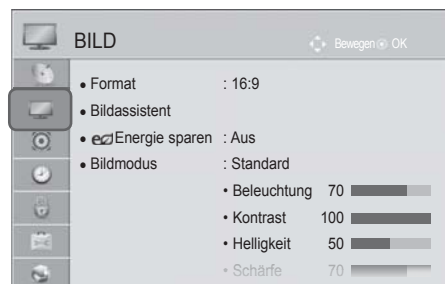 BILD
Bewegen OK
• Format : 16:9
• Bildassistent
• eco Energie sparen : Aus
• Bildmodus : Standard
• Beleuchtung 70
• Kontrast 100
• Helligkeit 50
• Schärfe 70